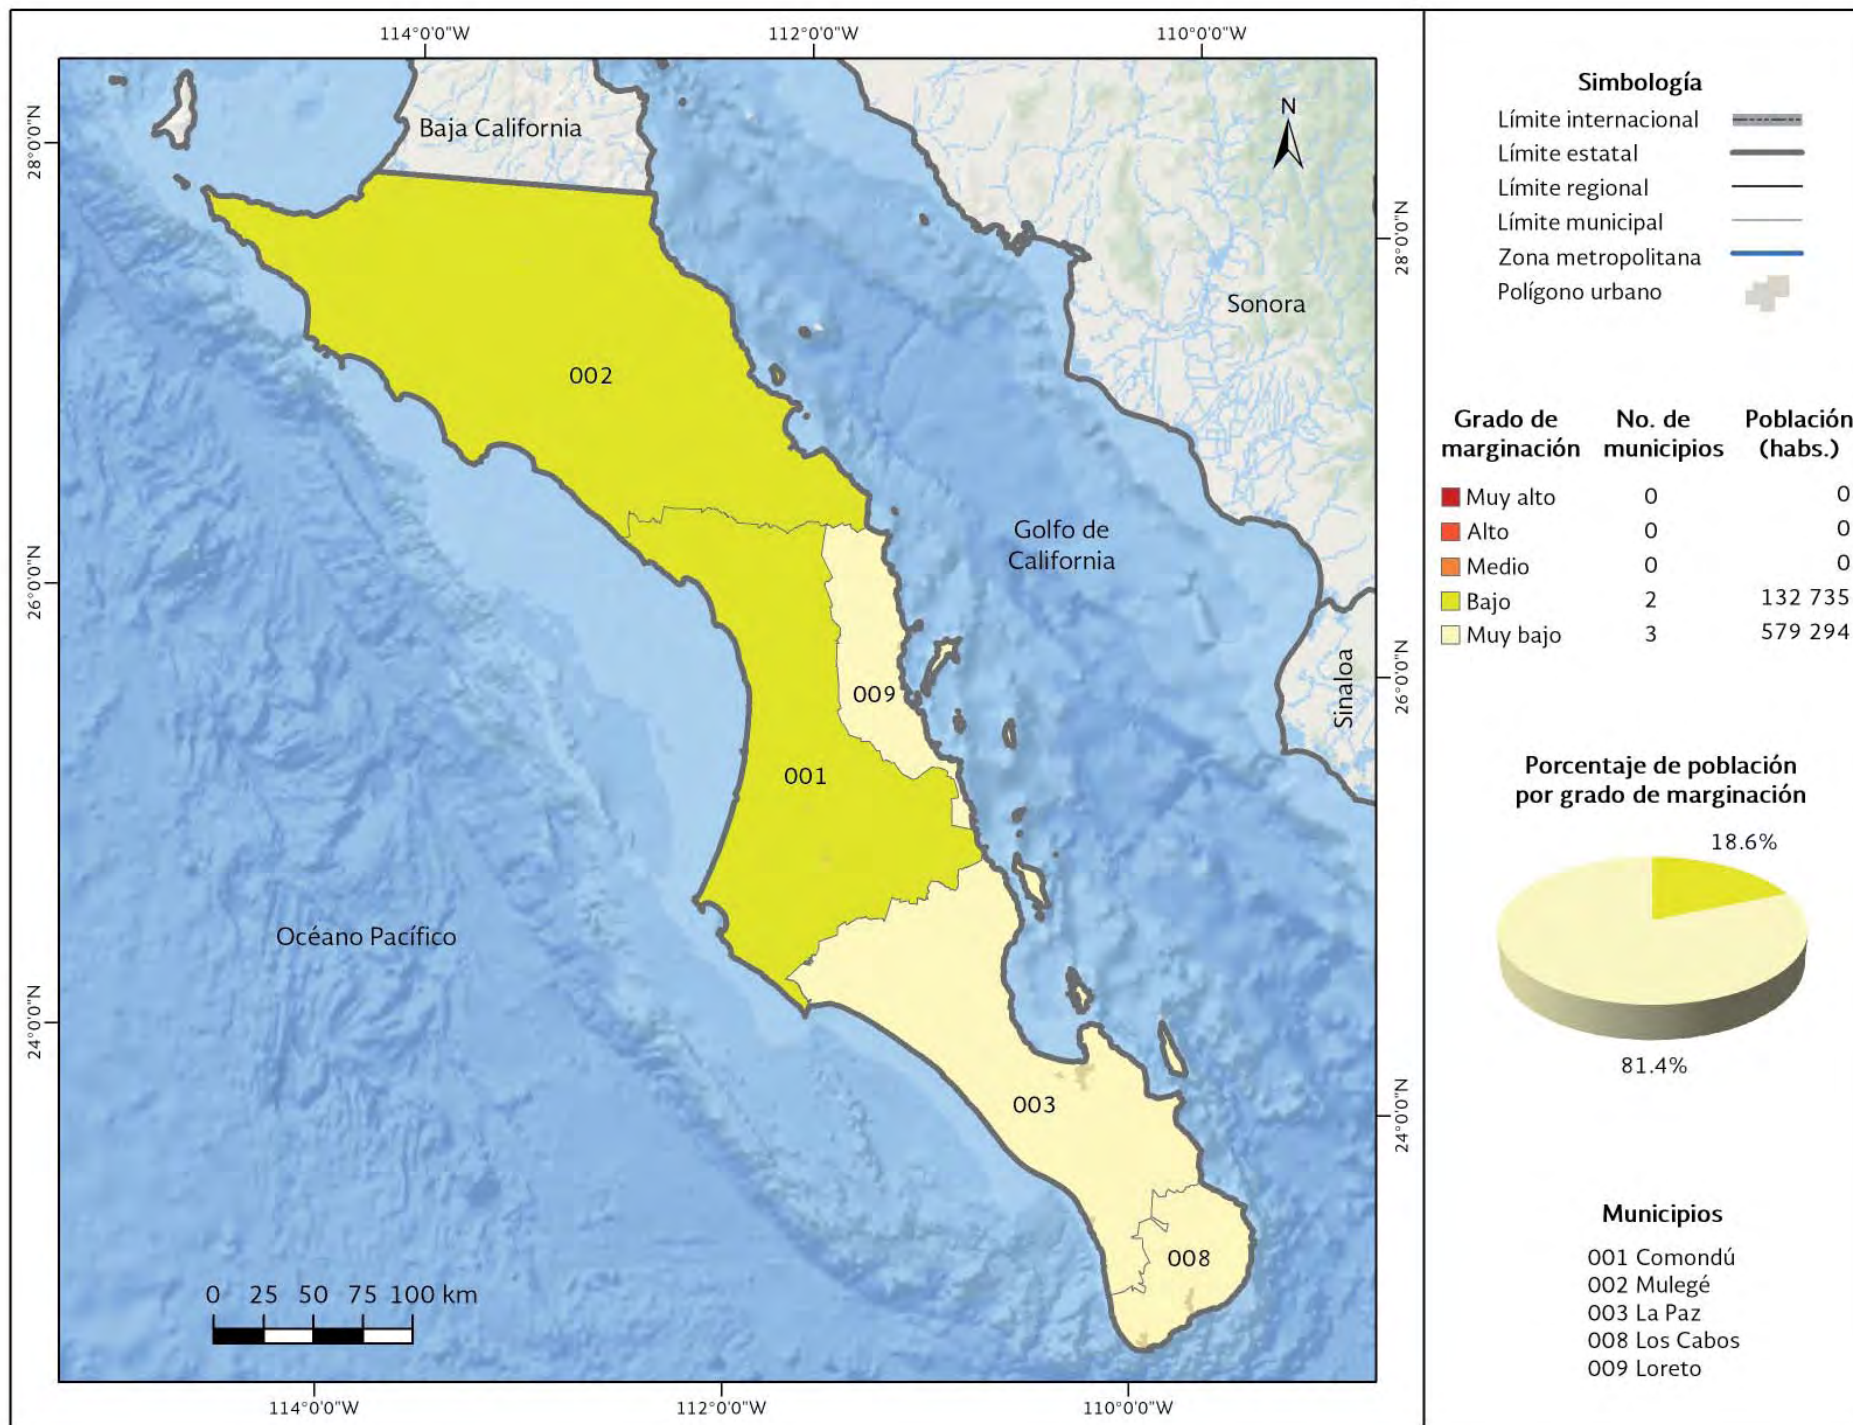 114°0'0"W
112°0'0"W
110°0'0"W
28°0'0"N
26°0'0"N
24°0'0"N
28°0'0"N
26°0'0"N
24°0'0"N
Baja California
N
Sonora
002
Golfo de
California
Sinaloa
009
001
Océano Pacífico
003
008
0 25 50 75 100 km
114°0'0"W
112°0'0"W
110°0'0"W
Simbología
Límite internacional
Límite estatal
Límite regional
Límite municipal
Zona metropolitana
Polígono urbano
Grado de marginación No. de municipios Población (habs.)
Muy alto 0 0
Alto 0 0
Medio 0 0
Bajo 2 132 735
Muy bajo 3 579 294
Porcentaje de población
por grado de marginación
18.6%
81.4%
Municipios
001 Comondú
002 Mulegé
003 La Paz
008 Los Cabos
009 Loreto